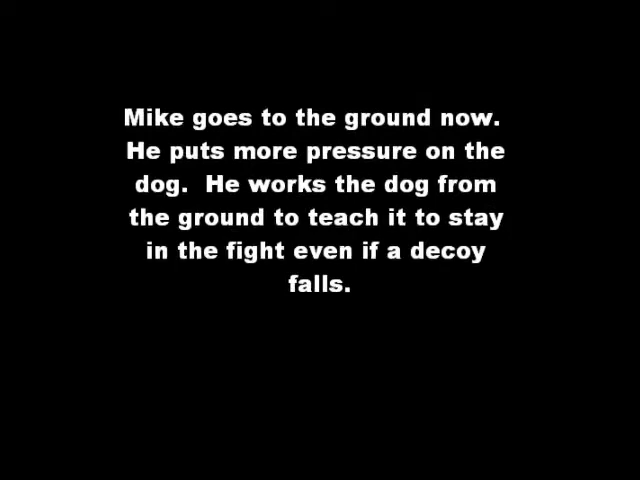 Mike goes to the ground now.
He puts more pressure on the
dog.  He works the dog from
the ground to teach it to stay
in the fight even if a decoy
falls.